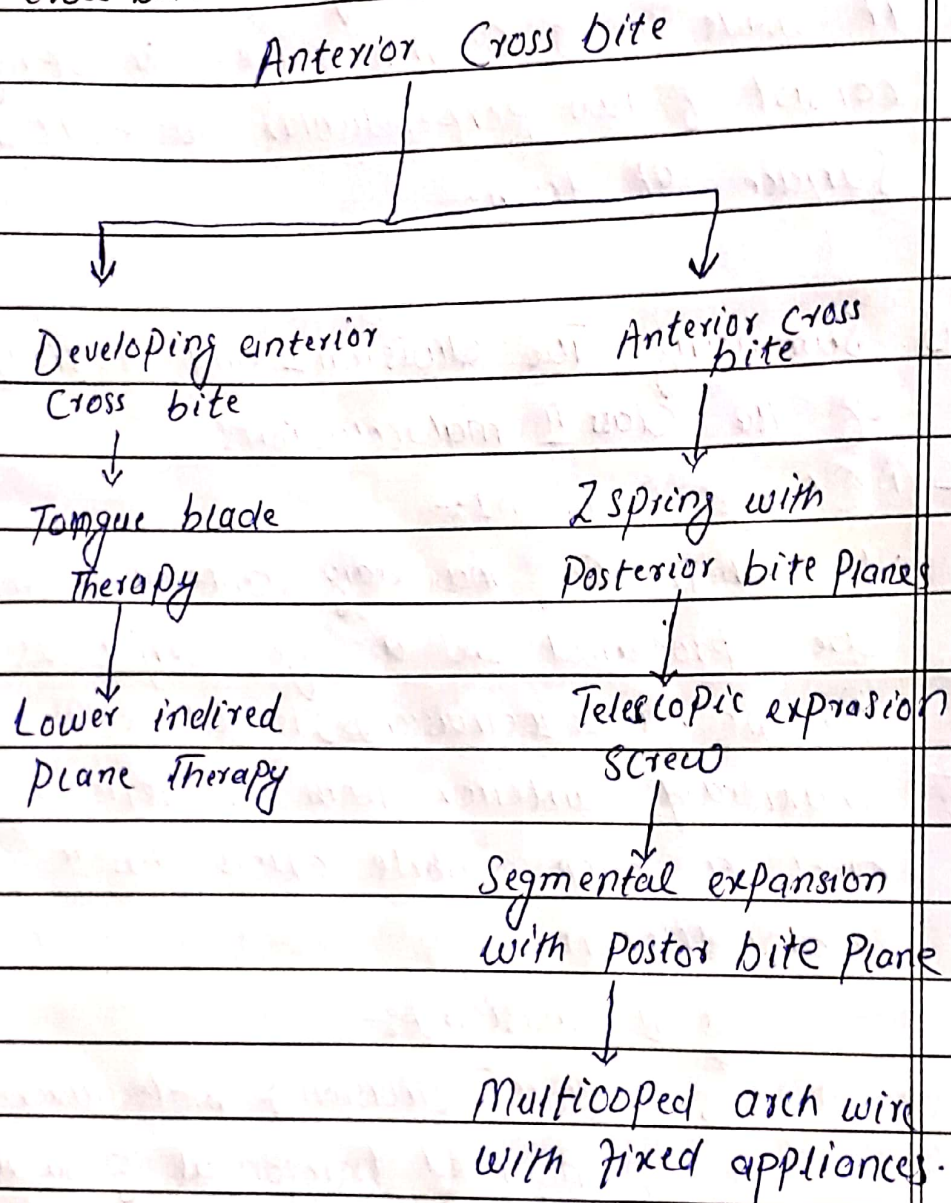 Anterior Cross bite
Developing anterior
Cross bite
Tongue blade
Therapy
Lower inclired
plane Therapy
Anterior Cross
bite
Z spring with
Posterior bite Planes
Telescopic exprasion
screw
Segmental expansion
with Postor bite Plane
Multiooped arch wire
with fixed appliances.